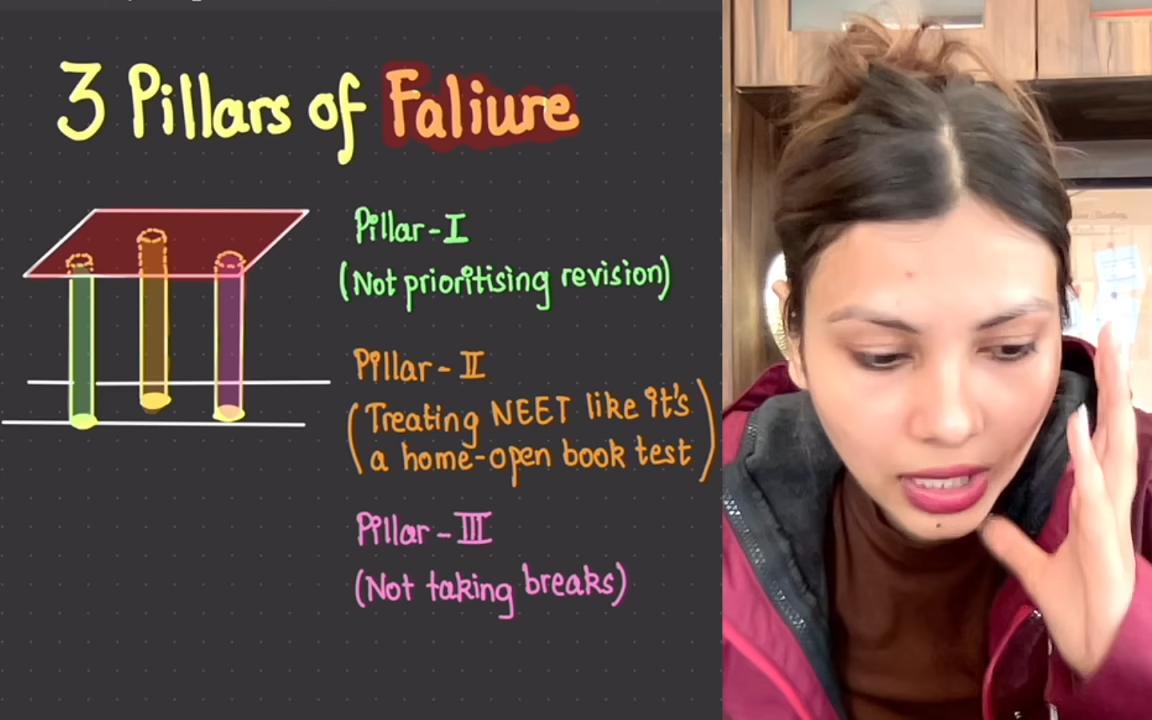 3 Pillars of Faliure
Pillar-I
(Not prioritising revision)
Pillar-II
(Treating NEET like it's
a home-open book test)
Pillar-III
(Not taking breaks)